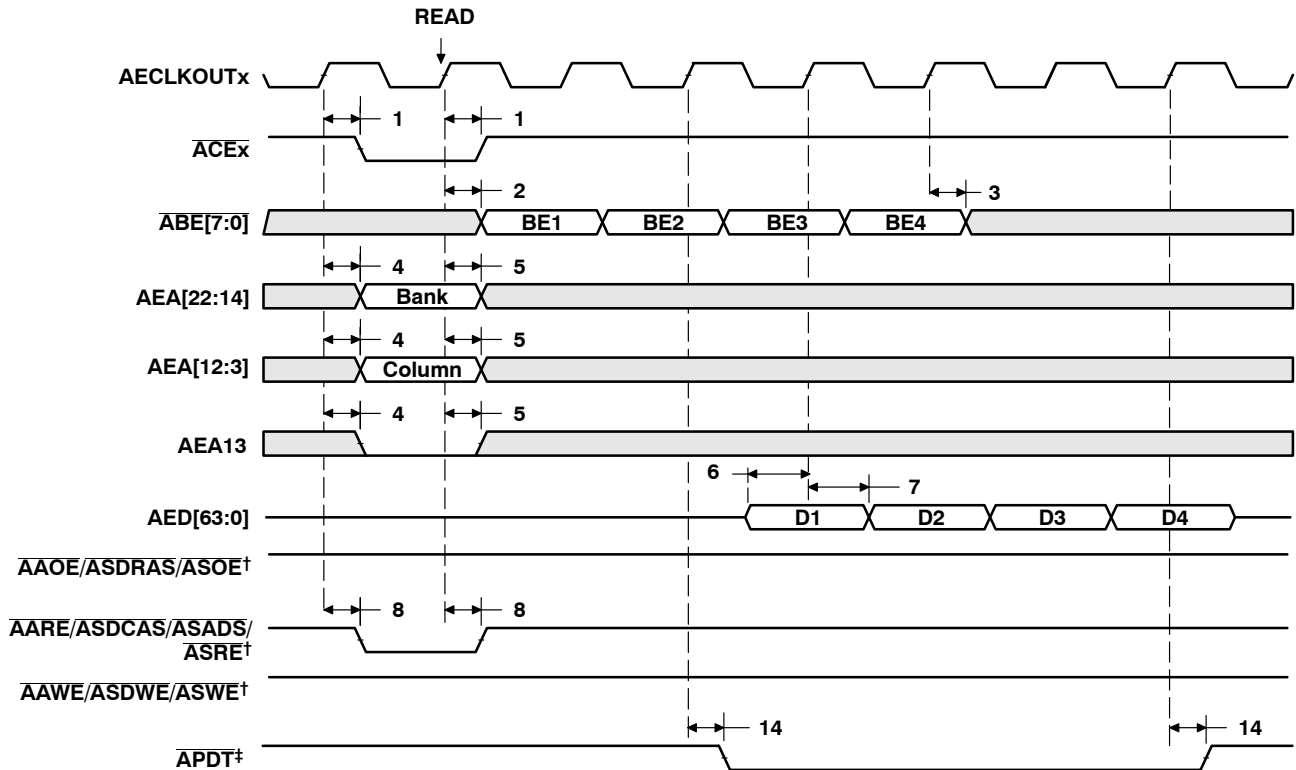 READ
AECLKOUTx
1 1
ACEx
2 3
ABE[7:0] BE1 BE2 BE3 BE4
4 5
AEA[22:14] Bank
4 5
AEA[12:3] Column
4 5
AEA13
6 7
AED[63:0] D1 D2 D3 D4
AAOE/ASDRAS/ASOE†
8 8
AARE/ASDCAS/ASADS/
ASRE†
AAWE/ASDWE/ASWE†
14 14
APDT‡